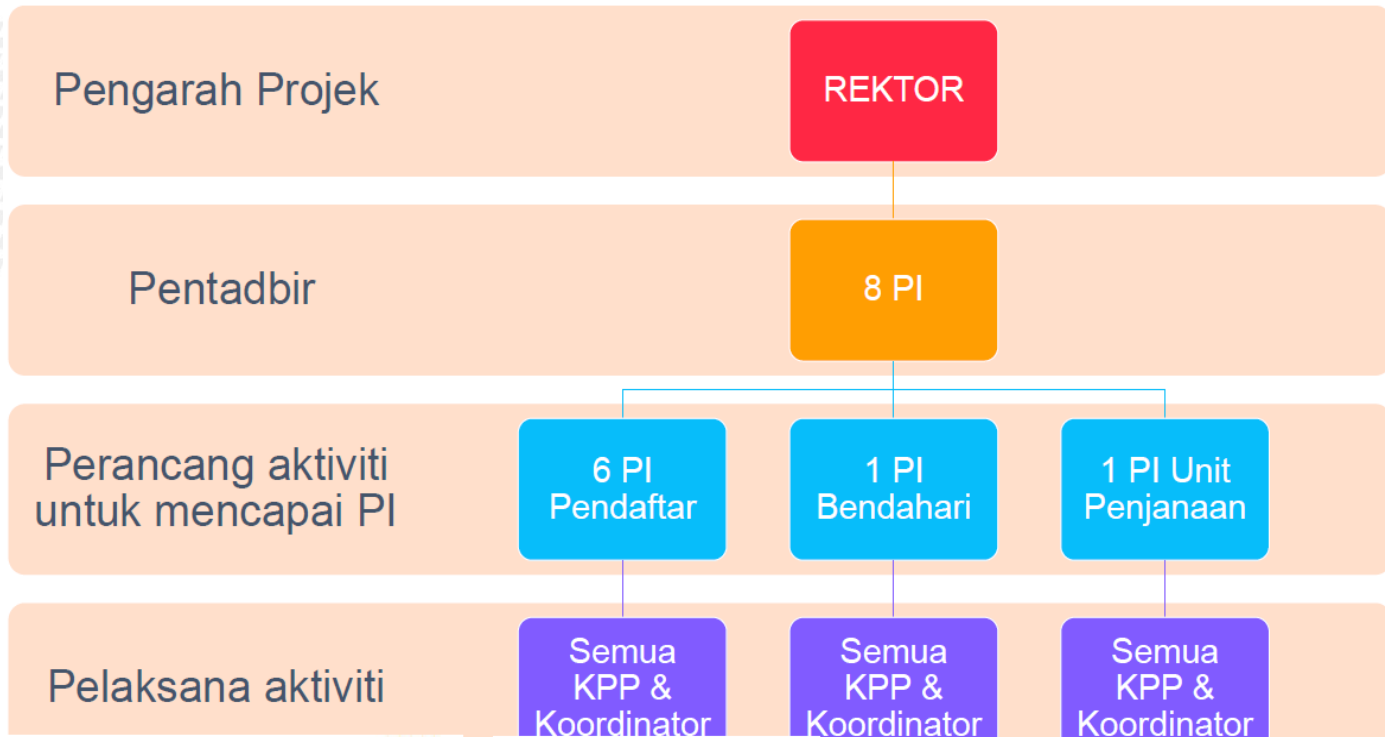 Pengarah Projek
REKTOR
Pentadbir
8 PI
Perancang aktiviti
untuk mencapai PI
6 PI
Pendaftar
1 PI
Bendahari
1 PI Unit
Penjanaan
Pelaksana aktiviti
Semua
KPP &
Koordinator
Semua
KPP &
Koordinator
Semua
KPP &
Koordinator